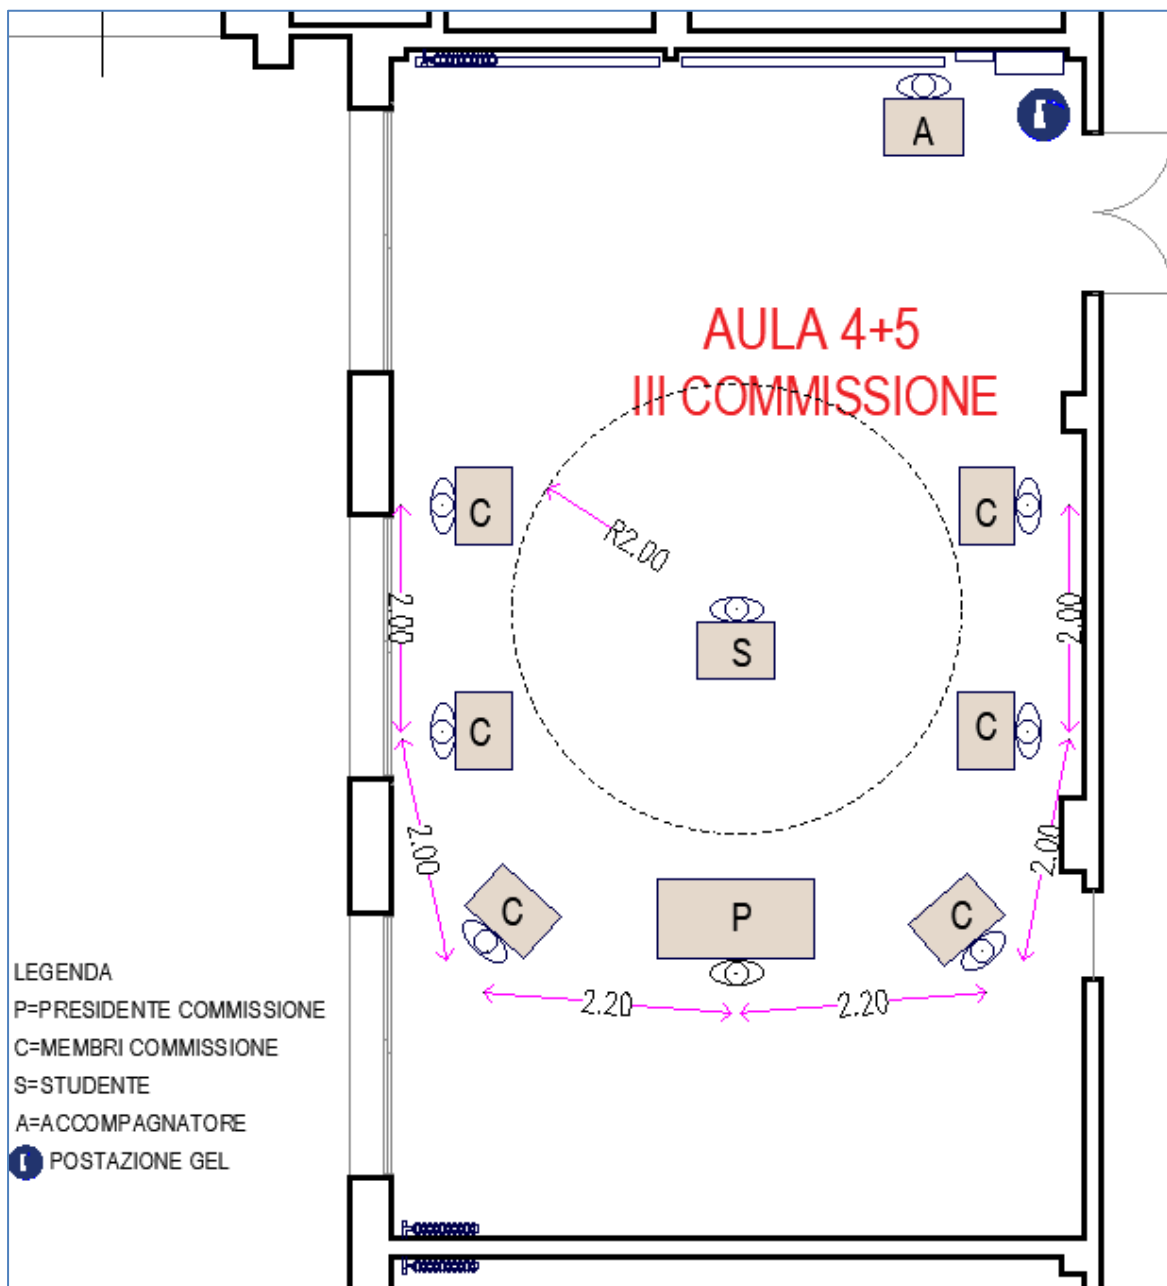 A
AULA 4+5
III COMMISSIONE
C
C
R2.00
2.00
2.00
S
C
C
2.00
2.00
C
P
C
2.20
2.20
LEGENDA
P=PRESIDENTE COMMISSIONE
C=MEMBRI COMMISSIONE
S=STUDENTE
A=ACCOMPAGNATORE
POSTAZIONE GEL